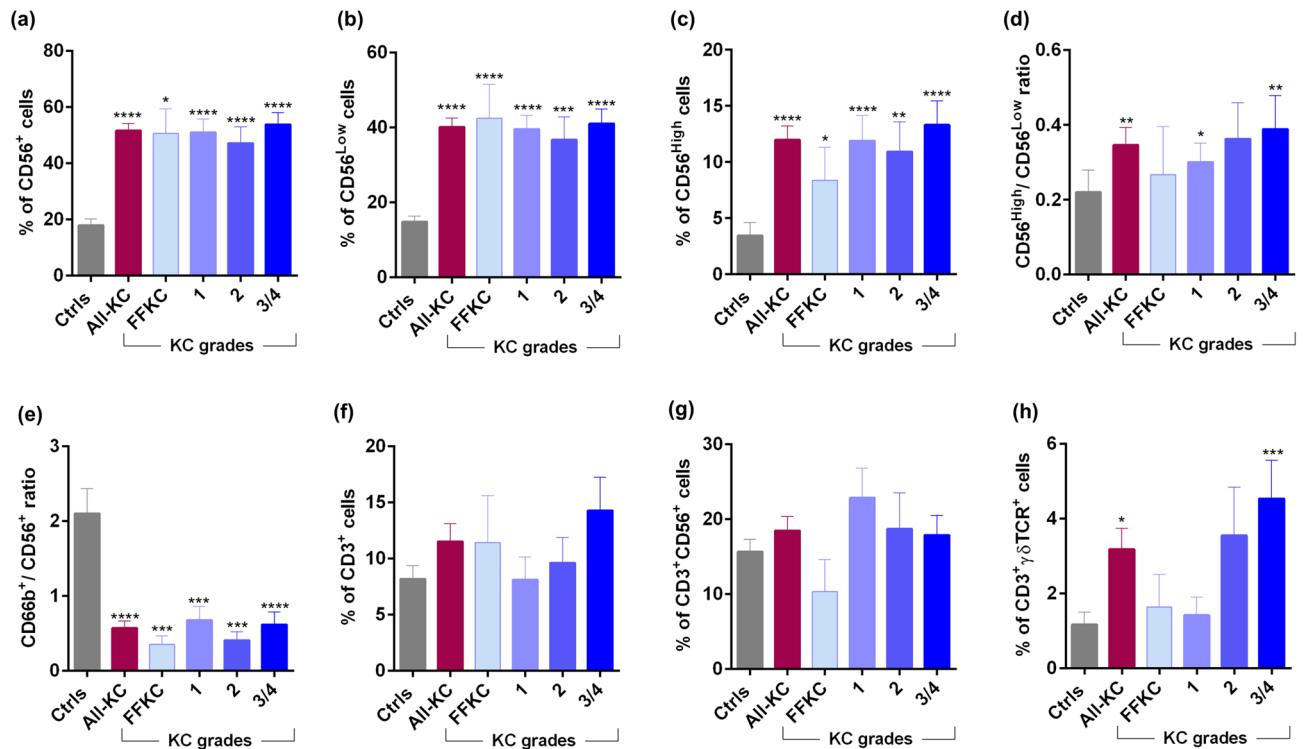 (a)
% of CD56+ cells
80
60
40
20
0
****
*
****
***
****
Ctrls
All-KC
FFKC
1
2
3/4
KC grades
(b)
% of CD56Low cells
60
40
20
0
****
****
****
***
****
Ctrls
All-KC
FFKC
1
2
3/4
KC grades
(c)
% of CD56High cells
20
15
10
5
0
****
*
****
**
****
Ctrls
All-KC
FFKC
1
2
3/4
KC grades
(d)
CD56High/ CD56Low ratio
0.6
0.4
0.2
0.0
**
*
**
Ctrls
All-KC
FFKC
1
2
3/4
KC grades
(e)
CD66b+/ CD56+ ratio
3
2
1
0
****
***
***
***
****
Ctrls
All-KC
FFKC
1
2
3/4
KC grades
(f)
% of CD3+ cells
20
15
10
5
0
Ctrls
All-KC
FFKC
1
2
3/4
KC grades
(g)
% of CD3+CD56+ cells
30
20
10
0
Ctrls
All-KC
FFKC
1
2
3/4
KC grades
(h)
% of CD3+γδTCR+ cells
6
4
2
0
*
***
Ctrls
All-KC
FFKC
1
2
3/4
KC grades